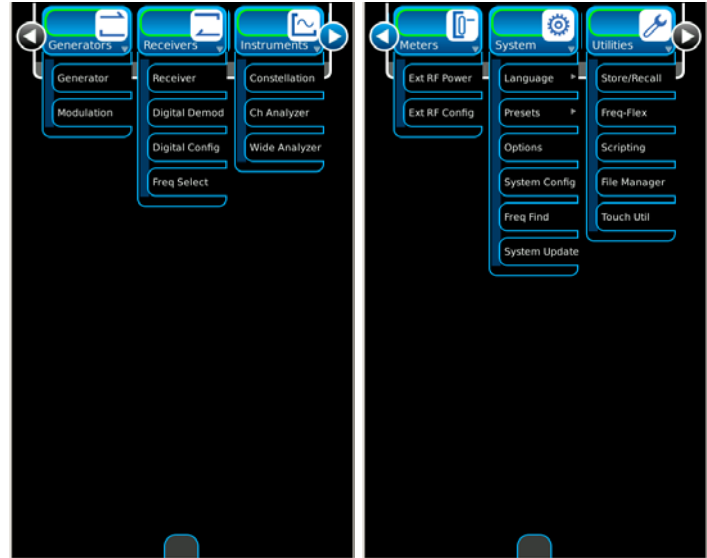 Generators
Generator
Modulation
Receivers
Receiver
Digital Demod
Digital Config
Freq Select
Instruments
Constellation
Ch Analyzer
Wide Analyzer
Meters
Ext RF Power
Ext RF Config
System
Language
Presets
Options
System Config
Freq Find
System Update
Utilities
Store/Recall
Freq-Flex
Scripting
File Manager
Touch Util